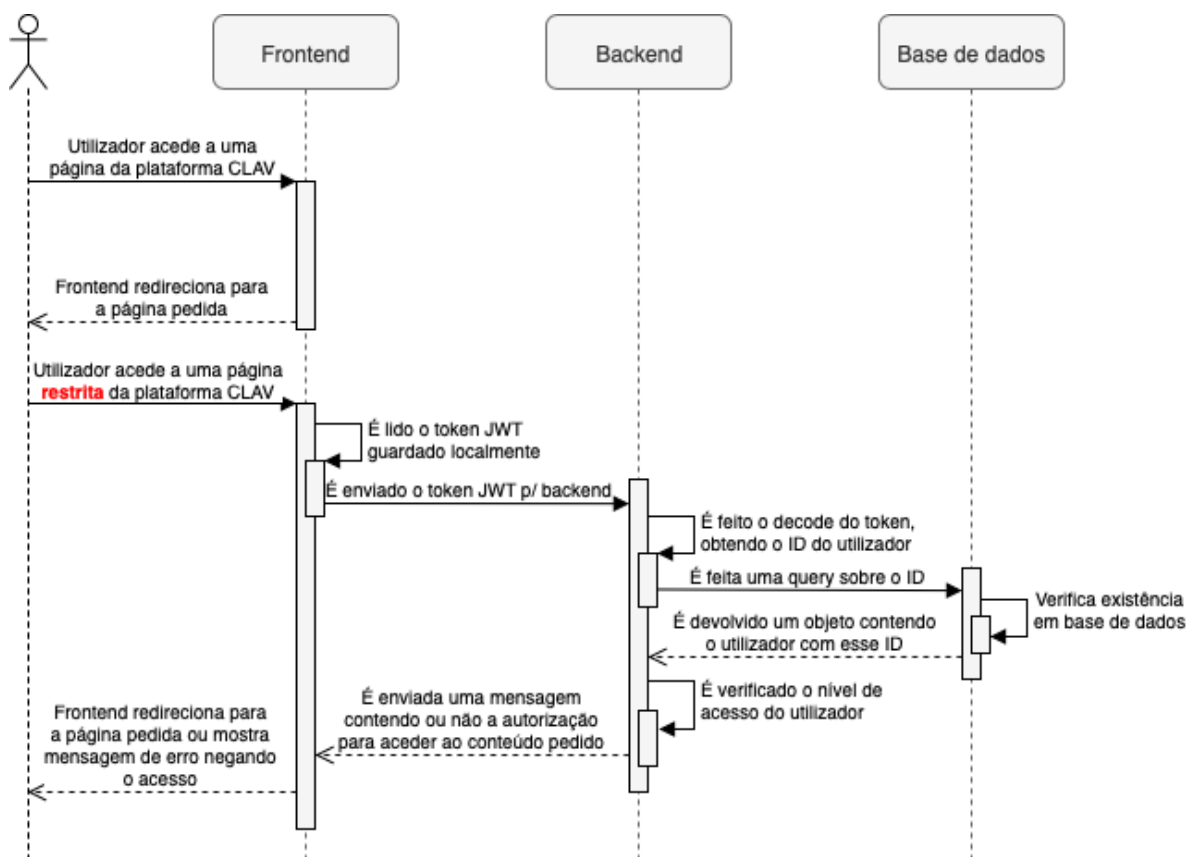 Frontend
Backend
Base de dados
Utilizador acede a uma
página da plataforma CLAV
Frontend redireciona para
a página pedida
Utilizador acede a uma página
restrita da plataforma CLAV
É lido o token JWT
guardado localmente
É enviado o token JWT p/ backend
É feito o decode do token,
obtendo o ID do utilizador
É feita uma query sobre o ID
Verifica existência
em base de dados
É devolvido um objeto contendo
o utilizador com esse ID
É verificado o nível de
acesso do utilizador
É enviada uma mensagem
contendo ou não a autorização
para aceder ao conteúdo pedido
Frontend redireciona para
a página pedida ou mostra
mensagem de erro negando
o acesso